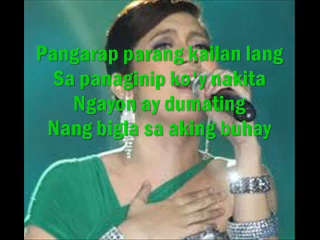 Pangarap parang kailan lang
Sa panaginip ko'y nakita
Ngayon ay dumating
Nang bigla sa aking buhay